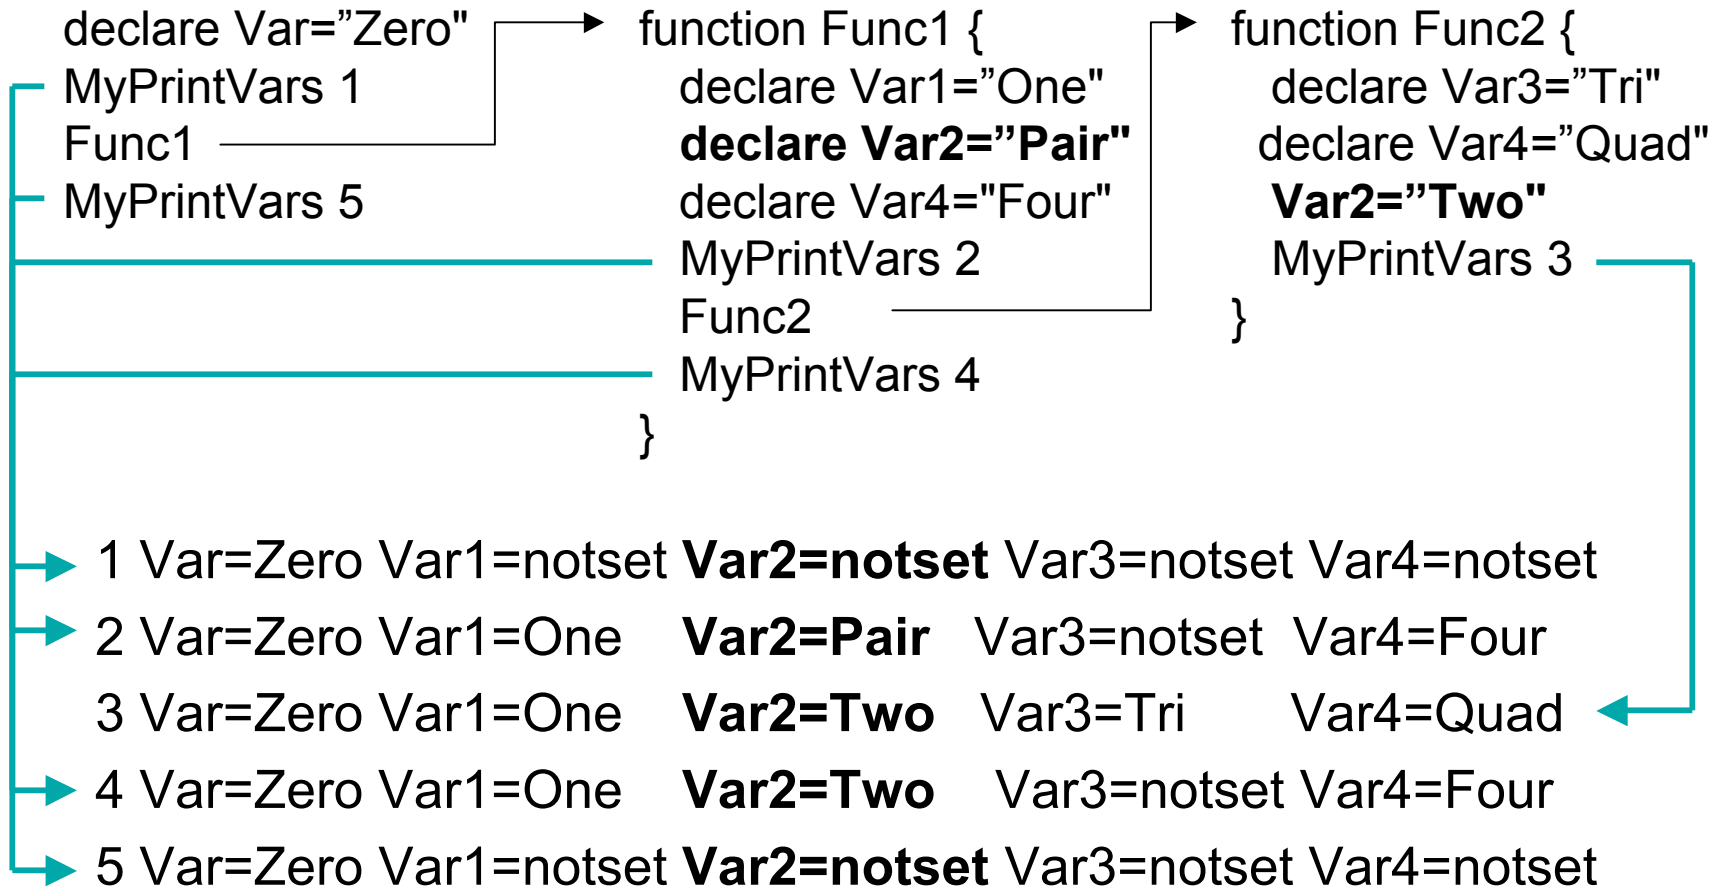 declare Var=”Zero"
MyPrintVars 1
Func1
MyPrintVars 5
function Func1 {
declare Var1=”One"
declare Var2=”Pair"
declare Var4="Four"
MyPrintVars 2
Func2
MyPrintVars 4
}
function Func2 {
declare Var3=”Tri"
declare Var4=”Quad"
Var2=”Two"
MyPrintVars 3
}
1 Var=Zero Var1=notset Var2=notset Var3=notset Var4=notset
2 Var=Zero Var1=One Var2=Pair Var3=notset Var4=Four
3 Var=Zero Var1=One Var2=Two Var3=Tri Var4=Quad
4 Var=Zero Var1=One Var2=Two Var3=notset Var4=Four
5 Var=Zero Var1=notset Var2=notset Var3=notset Var4=notset